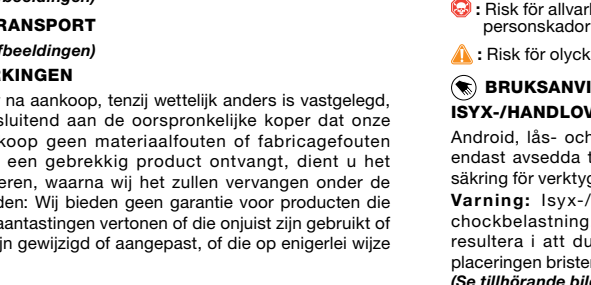 fbeeldingen)
RANSPORT
fbeeldingen)
RKINGEN
na aankoop, tenzij wettelijk anders is vastgelegd,
sluitend aan de oorspronkelijke koper dat onze
koop geen materiaalfouten of fabricagefouten
een gebrekkig product ontvangt, dient u het
eren, waarna wij het zullen vervangen onder de
den: Wij bieden geen garantie voor producten die
aantastingen vertonen of die onjuist zijn gebruikt of
ijn gewijzigd of aangepast, of die op enigerlei wijze
: Risk för allvarl
personskador
: Risk för olyck
BRUKSANVI
ISYX-/HANDLOV
Android, lås- och
endast avsedda t
säkring för verktyg
Varning: Isyx-/
chockbelastning
resultera i att du
placeringen brister
(Se tillhörande bil